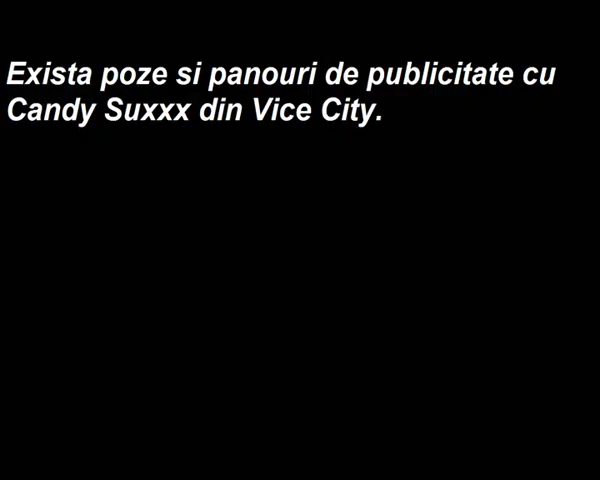 Exista poze si panouri de publicitate cu
Candy Suxxx din Vice City.